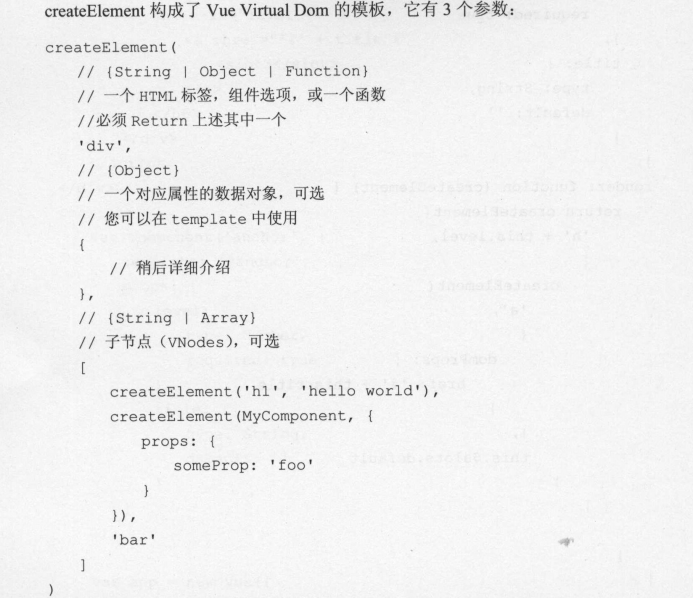 createElement 构成了 Vue Virtual Dom 的模板，它有 3 个参数：
createElement(
// {String | Object | Function}
// 一个 HTML 标签，组件选项，或一个函数
//必须 Return 上述其中一个
'div',
// {Object}
// 一个对应属性的数据对象，可选
// 您可以在 template 中使用
{
// 稍后详细介绍
},
// {String | Array}
// 子节点（VNodes），可选
[
createElement('h1', 'hello world'),
createElement(MyComponent, {
props: {
someProp: 'foo'
}
}),
'bar'
]
)